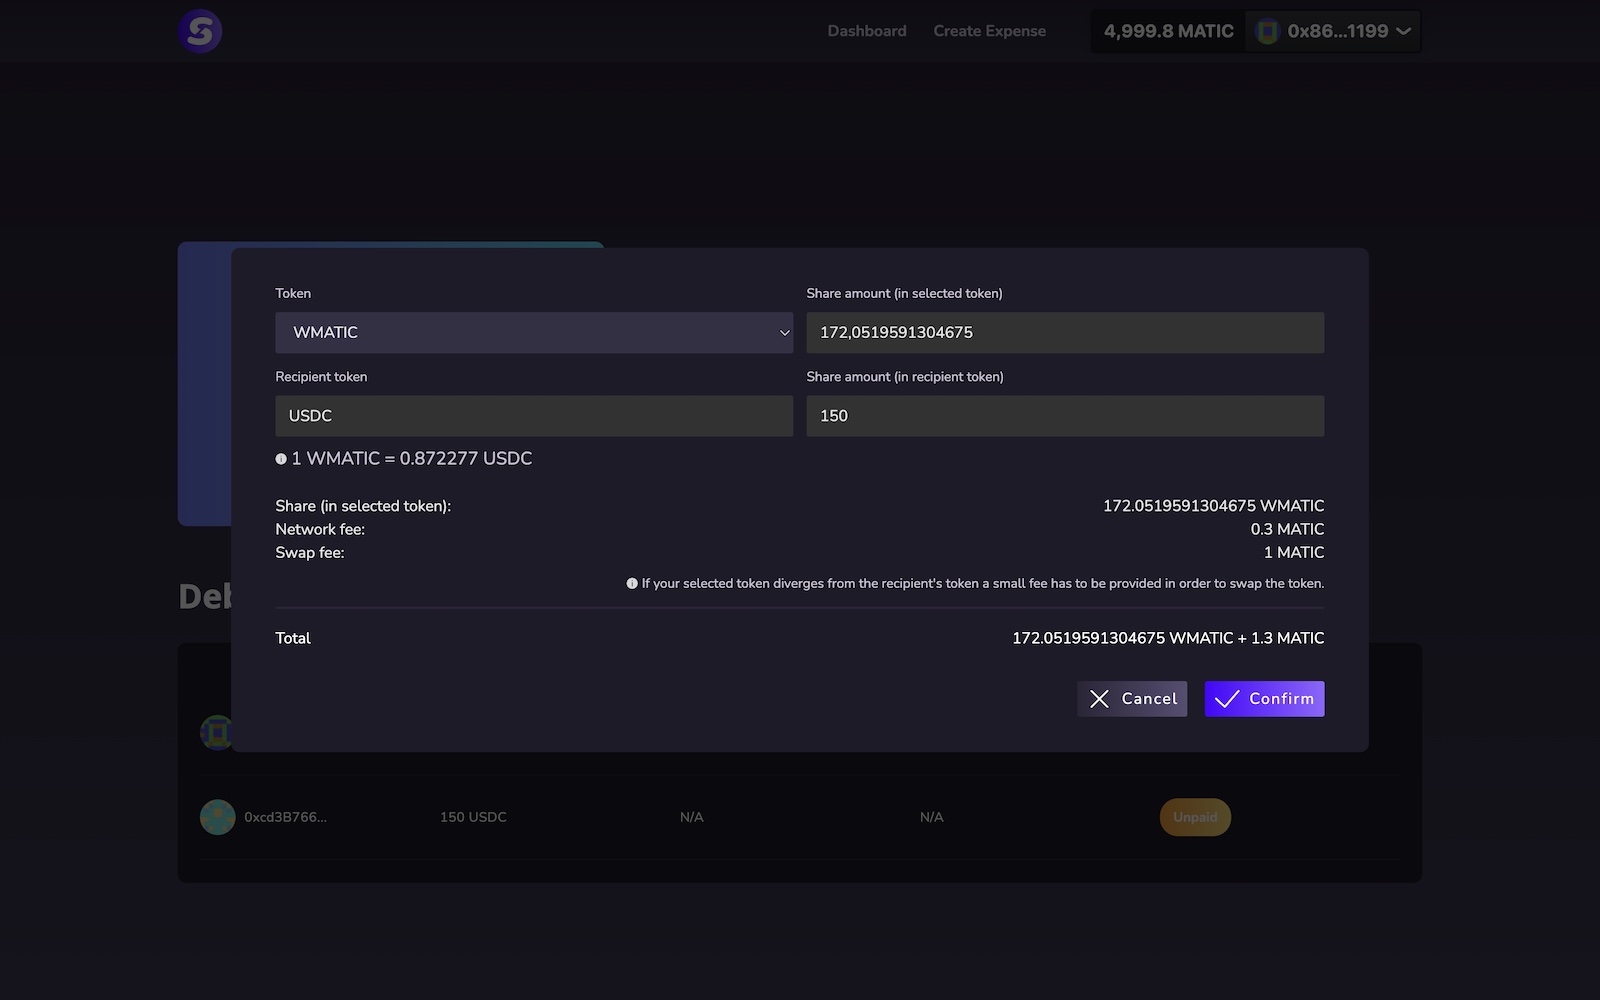 S
Dashboard Create Expense 4,999.8 MATIC 0x86...1199
Token Share amount (in selected token)
WMATIC 172,0519591304675
Recipient token Share amount (in recipient token)
USDC 150
1 WMATIC = 0.872277 USDC
Share (in selected token): 172.0519591304675 WMATIC
Network fee: 0.3 MATIC
Swap fee: 1 MATIC
If your selected token diverges from the recipient's token a small fee has to be provided in order to swap the token.
Deb
Total 172.0519591304675 WMATIC + 1.3 MATIC
Cancel Confirm
0xcd3B766... 150 USDC N/A N/A Unpaid